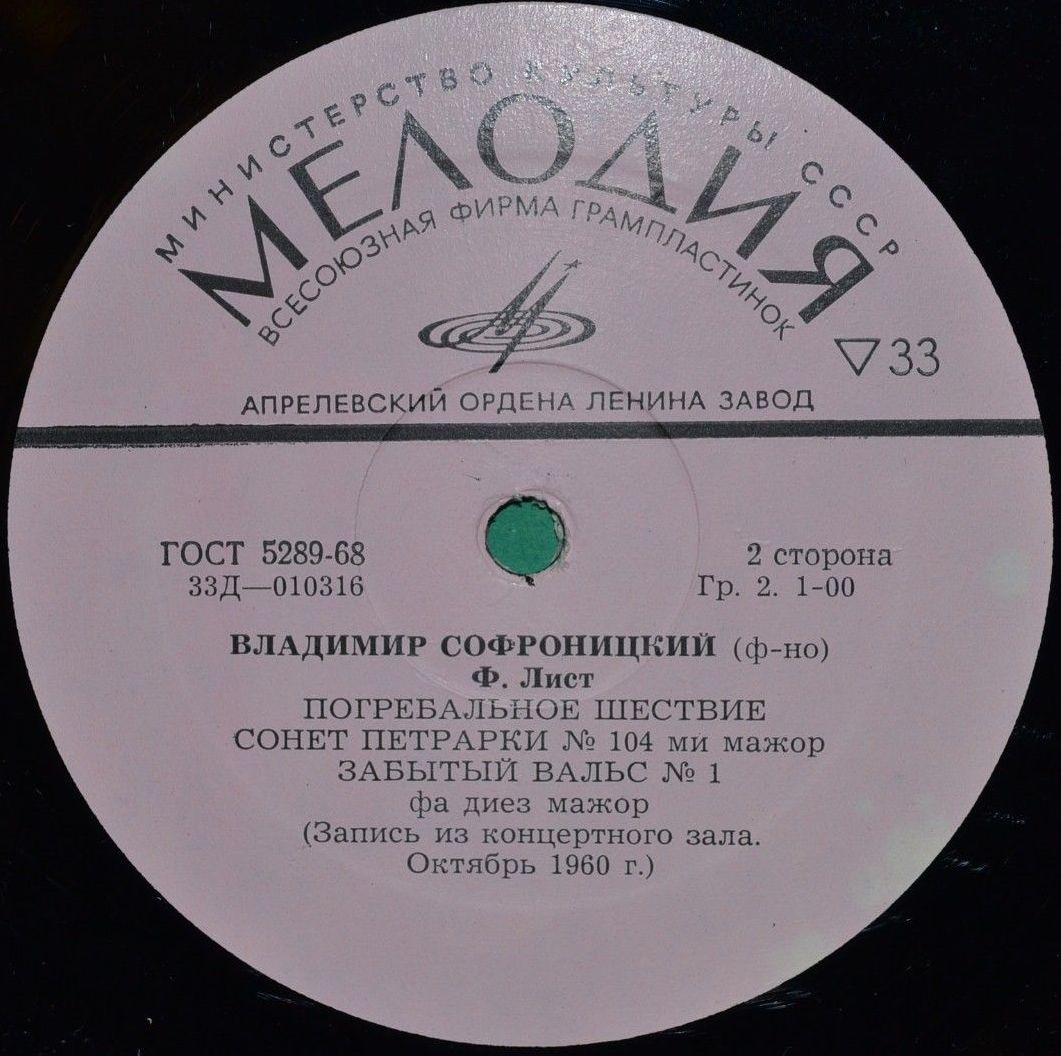 МИНИСТЕРСТВО КУЛЬТУРЫ СССР
МЕЛОДИЯ
ВСЕСОЮЗНАЯ ФИРМА ГРАМПЛАСТИНОК
▽33
АПРЕЛЕВСКИЙ ОРДЕНА ЛЕНИНА ЗАВОД
ГОСТ 5289-68
2 сторона
33Д—010316
Гр. 2. 1-00
ВЛАДИМИР СОФРОНИЦКИЙ (ф-но)
Ф. Лист
ПОГРЕБАЛЬНОЕ ШЕСТВИЕ
СОНЕТ ПЕТРАРКИ № 104 ми мажор
ЗАБЫТЫЙ ВАЛЬС № 1
фа диез мажор
(Запись из концертного зала.
Октябрь 1960 г.)